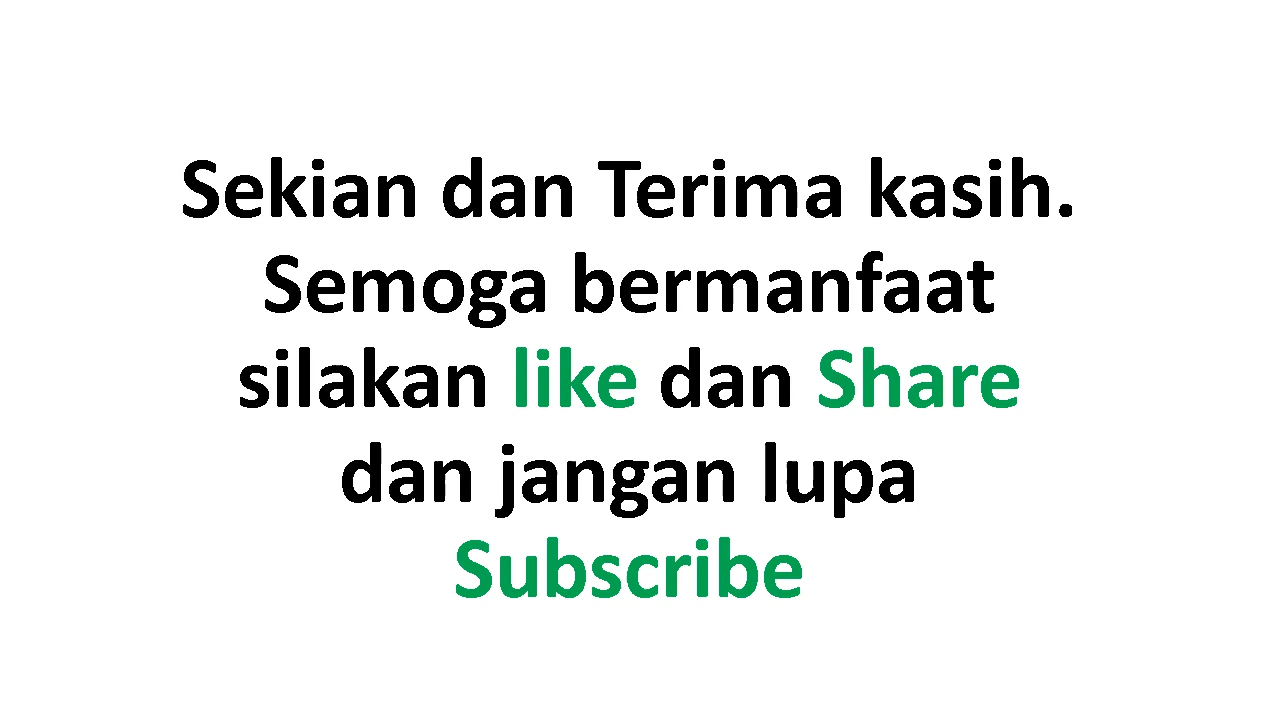 Sekian dan Terima kasih.
Semoga bermanfaat
silakan like dan Share
dan jangan lupa
Subscribe